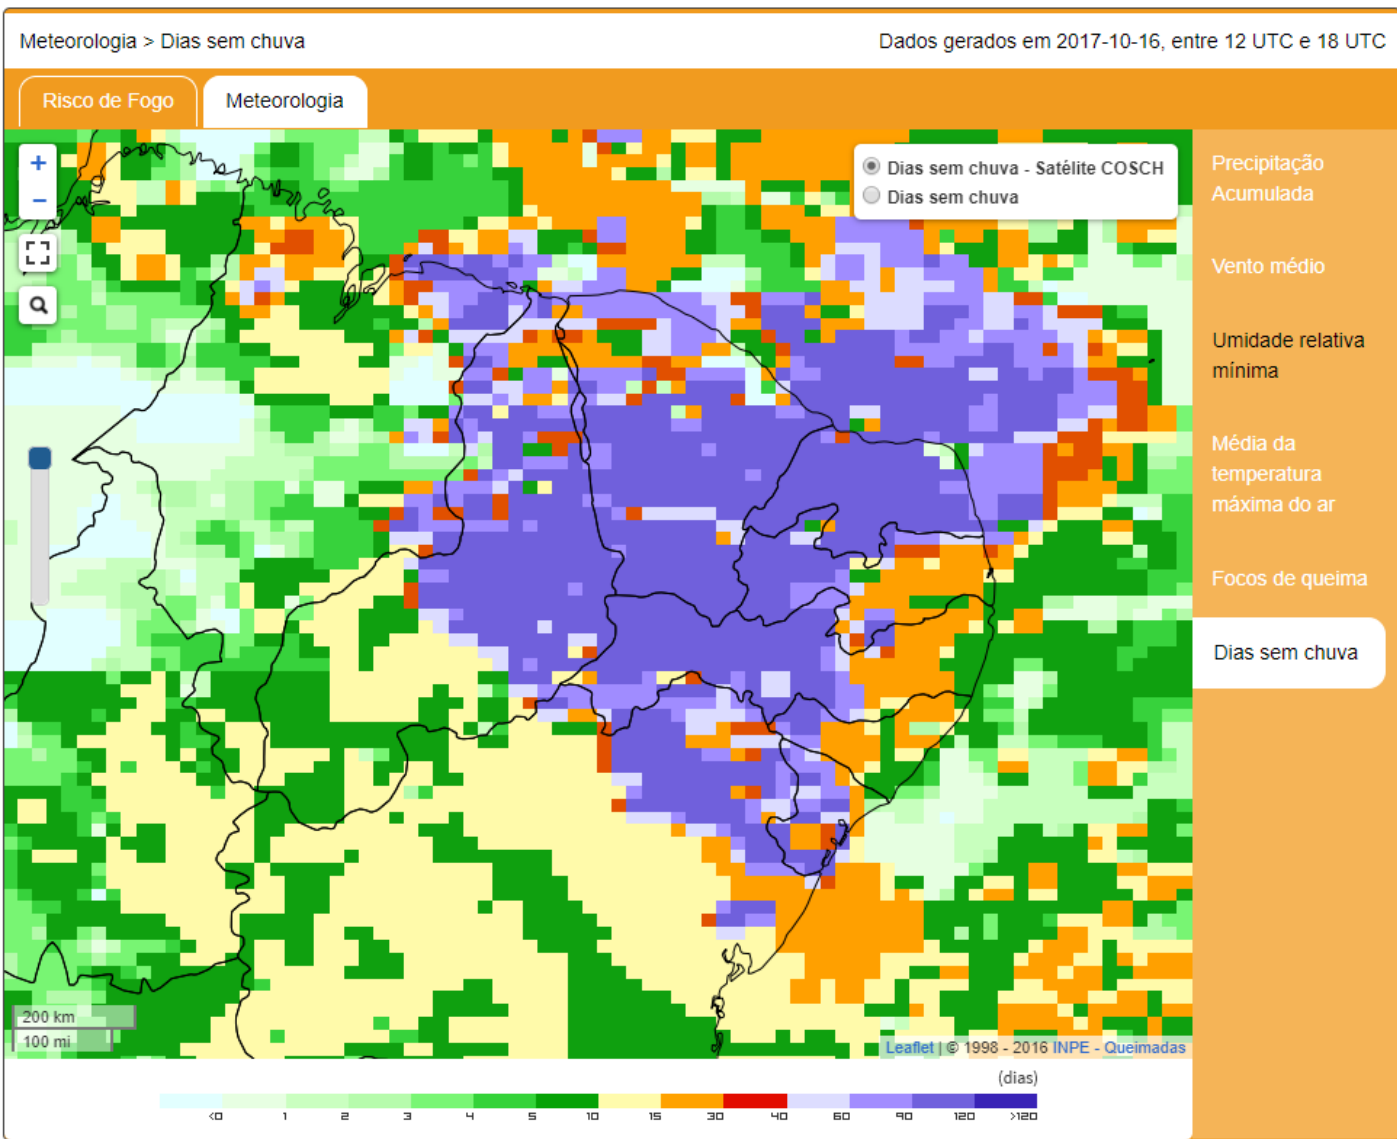 Meteorologia > Dias sem chuva
Dados gerados em 2017-10-16, entre 12 UTC e 18 UTC
Risco de Fogo
Meteorologia
+
−
Dias sem chuva - Satélite COSCH
Dias sem chuva
Precipitação
Acumulada
Vento médio
Umidade relativa
mínima
Média da
temperatura
máxima do ar
Focos de queima
Dias sem chuva
200 km
100 mi
Leaflet | © 1998 - 2016 INPE - Queimadas
(dias)
<0 1 2 3 4 5 10 15 30 40 60 90 120 >120